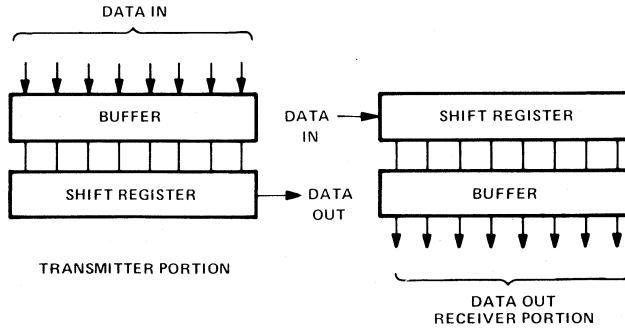 DATA IN
BUFFER
SHIFT REGISTER
DATA
OUT
TRANSMITTER PORTION
DATA
IN
SHIFT REGISTER
BUFFER
DATA OUT
RECEIVER PORTION